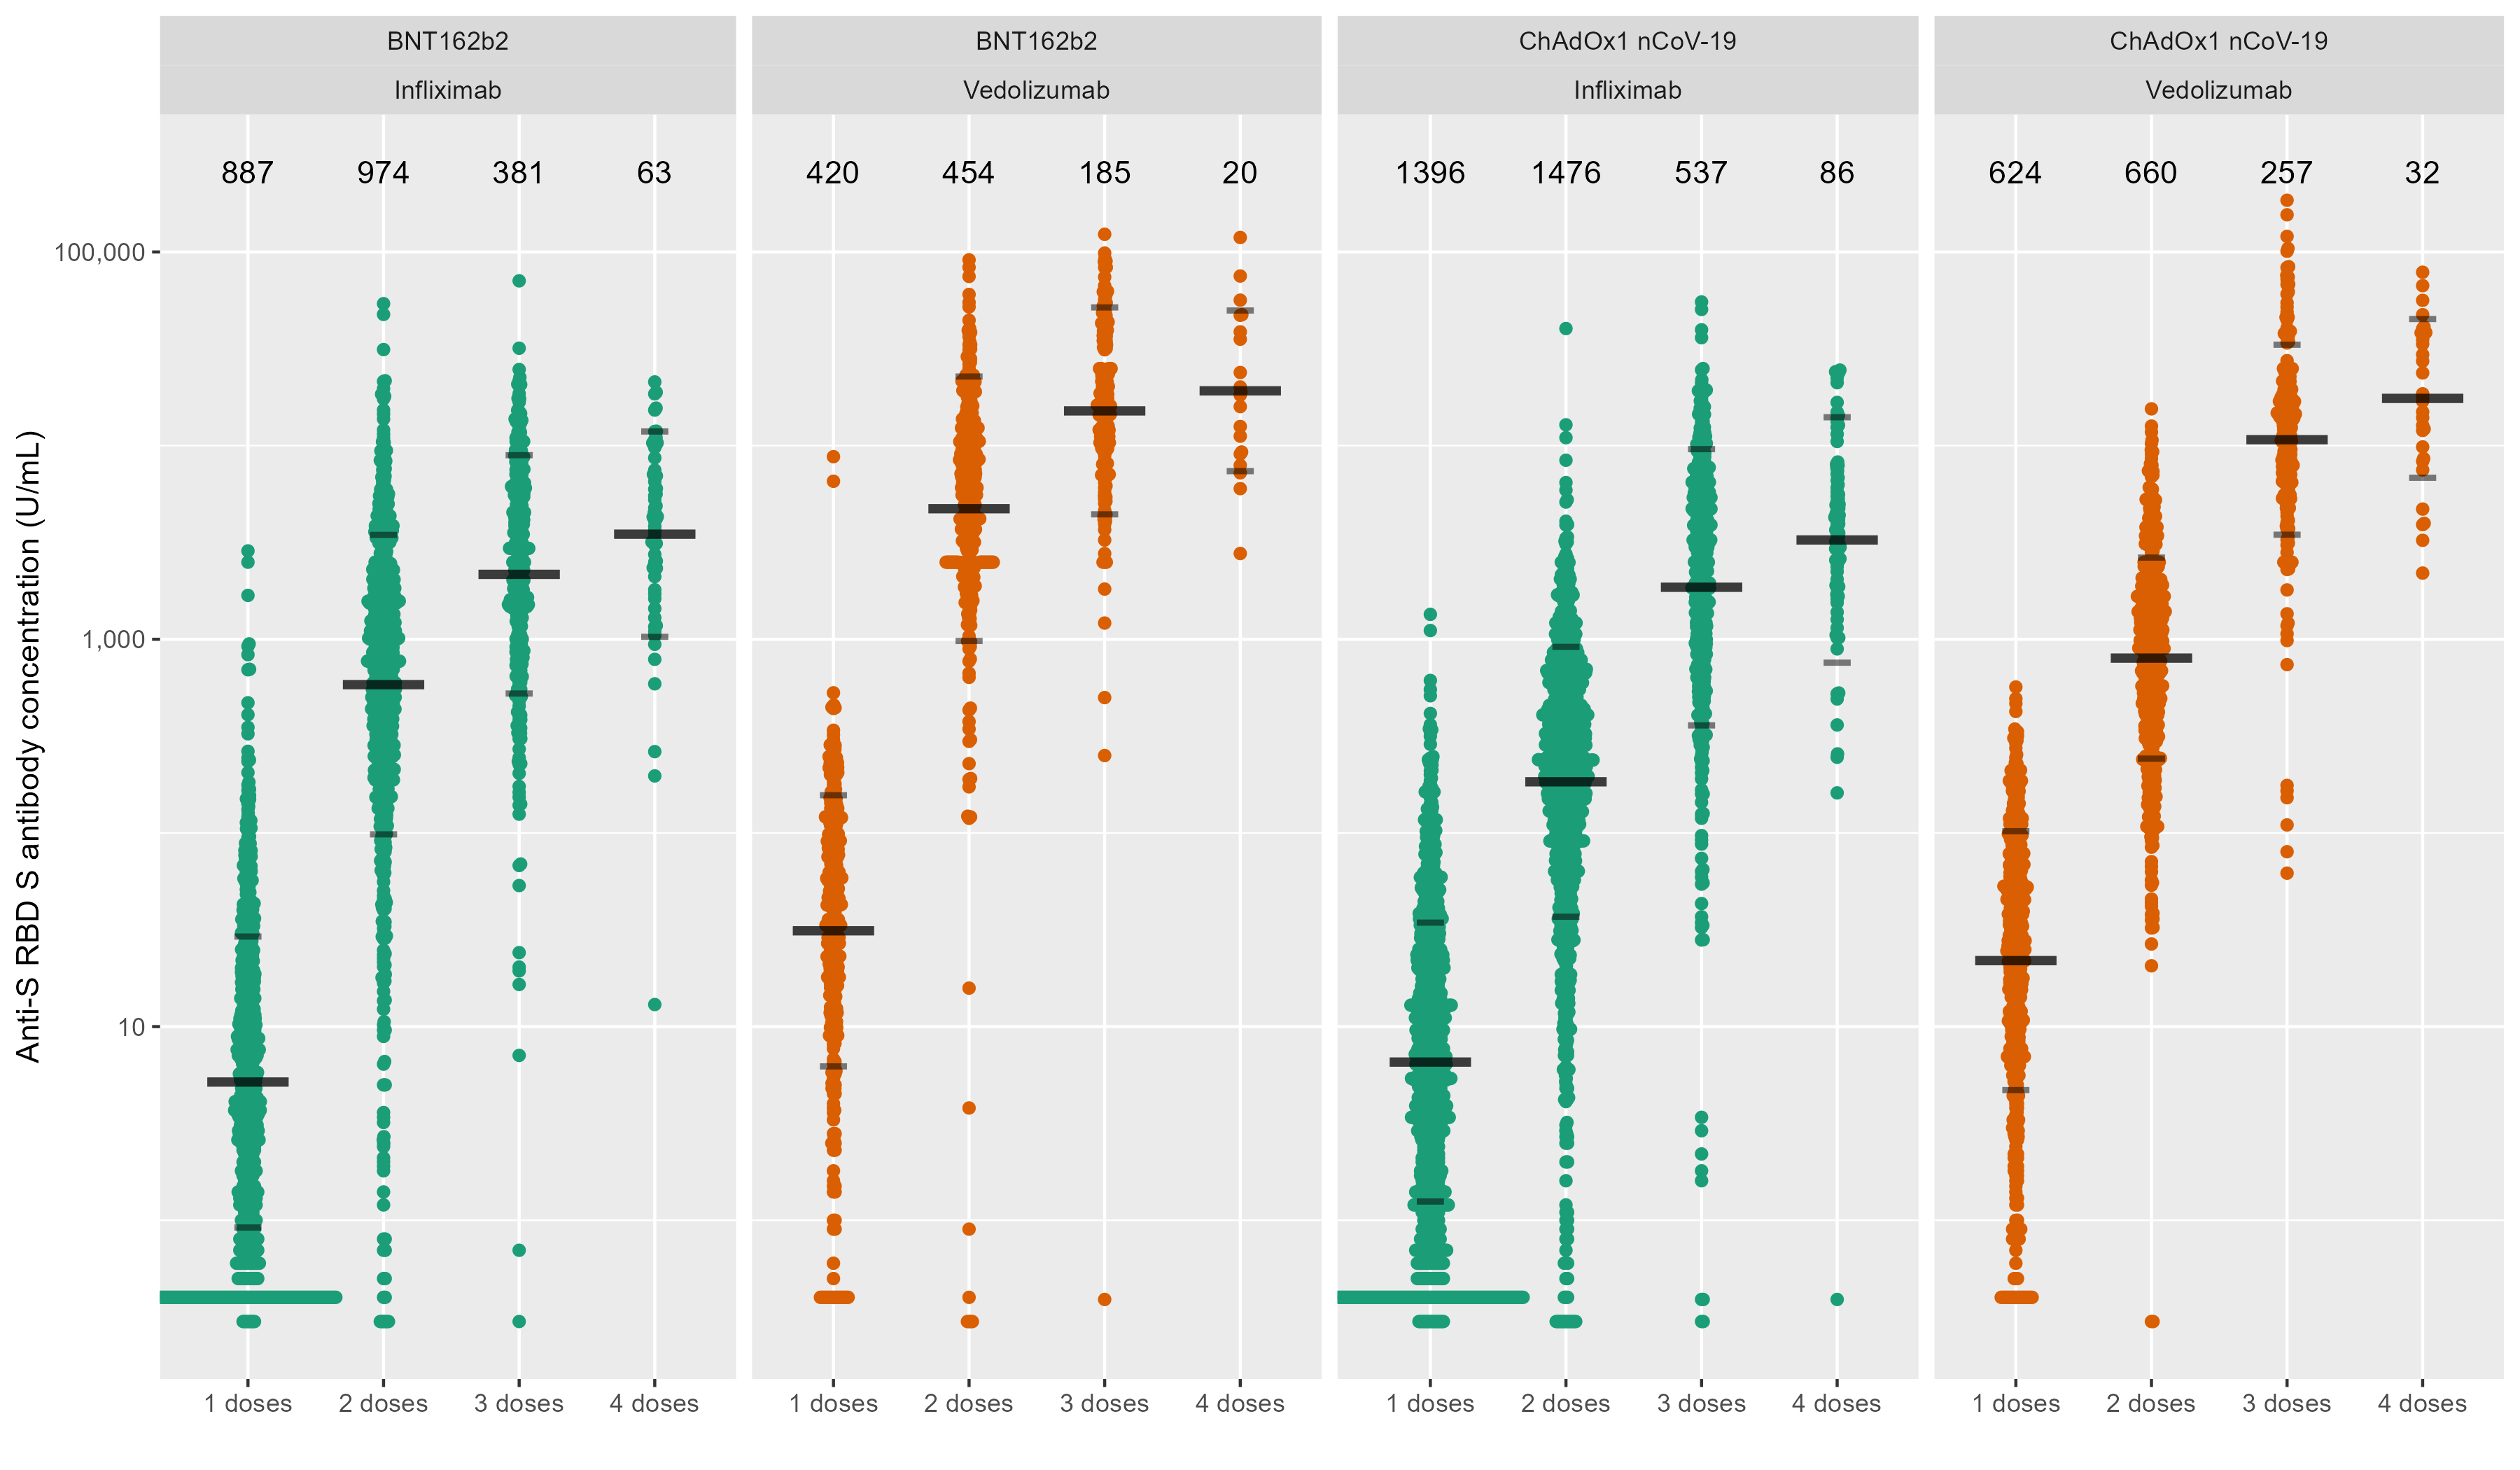 BNT162b2 BNT162b2 ChAdOx1 nCoV-19 ChAdOx1 nCoV-19
Infliximab Vedolizumab Infliximab Vedolizumab
887 974 381 63 420 454 185 20 1396 1476 537 86 624 660 257 32
Anti-S RBD S antibody concentration (U/mL)
100,000
1,000
10
1 doses 2 doses 3 doses 4 doses 1 doses 2 doses 3 doses 4 doses 1 doses 2 doses 3 doses 4 doses 1 doses 2 doses 3 doses 4 doses